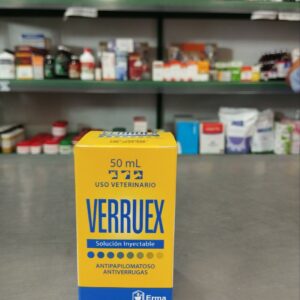 50 mL
USO VETERINARIO
VERRUEX
Solución Inyectable
ANTIPAPILOMATOSO
ANTIVERRUGAS
Erma